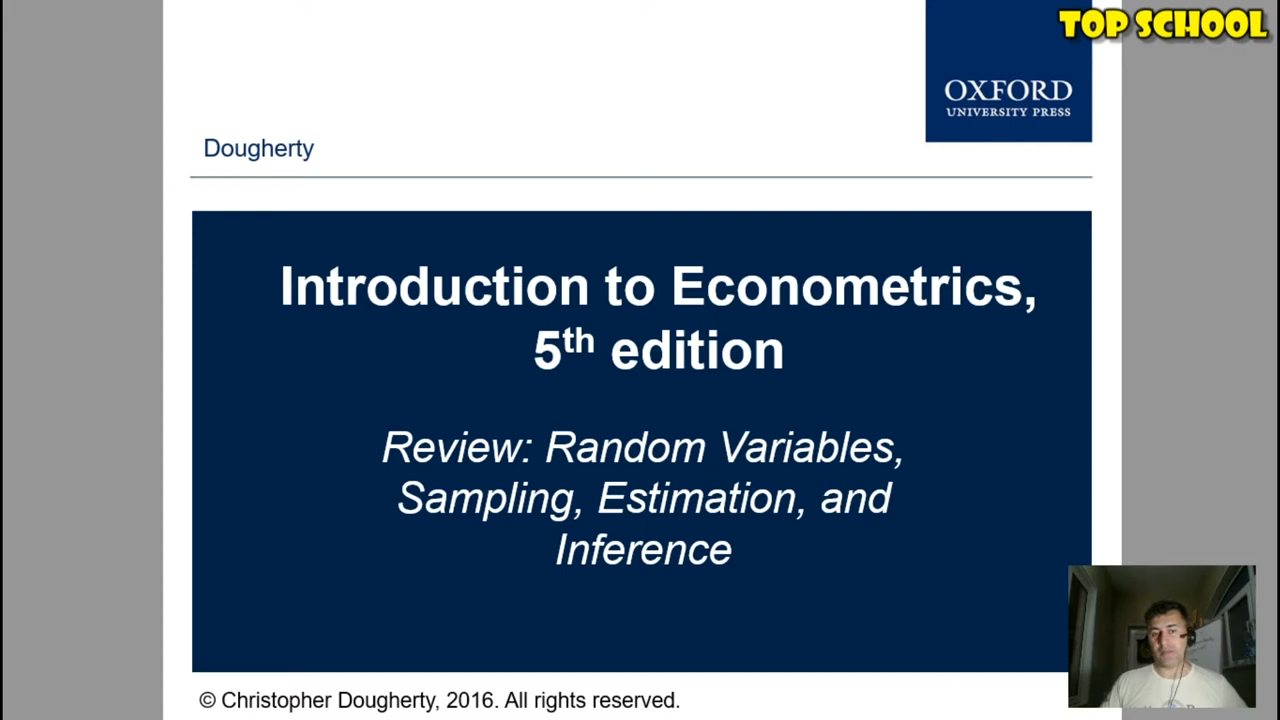 TOP SCHOOL
OXFORD
UNIVERSITY PRESS
Dougherty
Introduction to Econometrics,
5th edition
Review: Random Variables,
Sampling, Estimation, and
Inference
© Christopher Dougherty, 2016. All rights reserved.